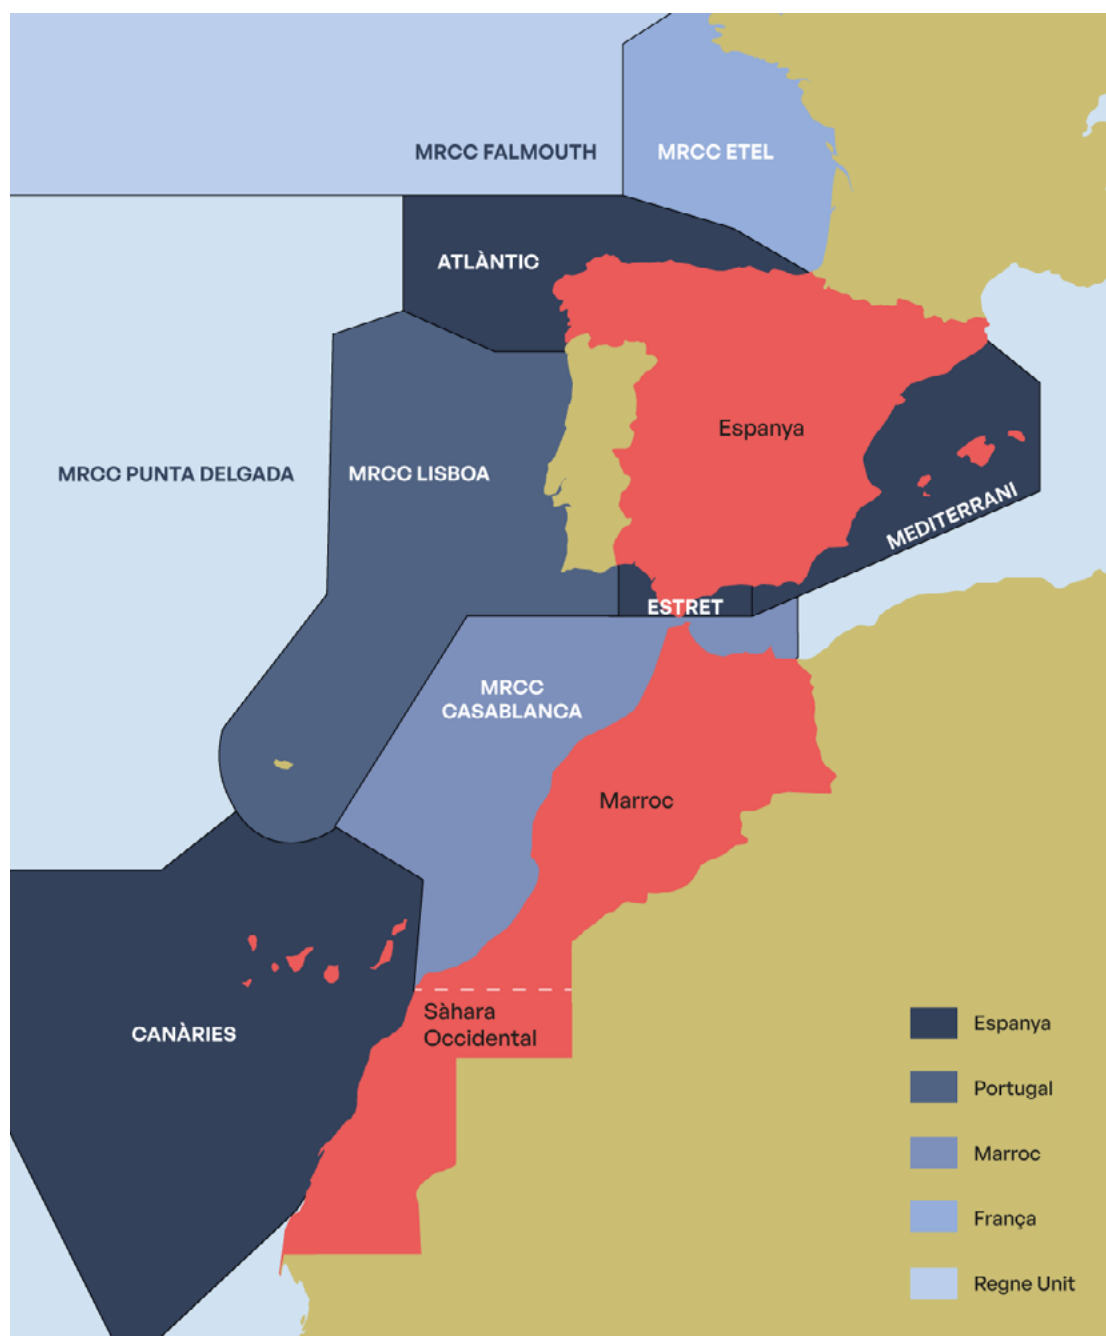 MRCC FALMOUTH
MRCC ETEL
ATLÀNTIC
Espanya
MRCC PUNTA DELGADA
MRCC LISBOA
MEDITERRANI
ESTRET
MRCC
CASABLANCA
Marroc
Sàhara
Occidental
CANÀRIES
Espanya
Portugal
Marroc
França
Regne Unit